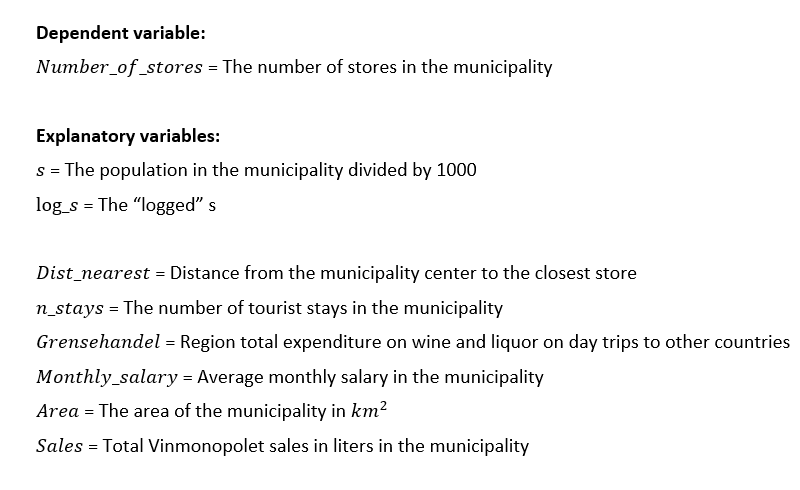 Dependent variable:
Number_of_stores = The number of stores in the municipality
Explanatory variables:
s = The population in the municipality divided by 1000
log_s = The “logged” s
Dist_nearest = Distance from the municipality center to the closest store
n_stays = The number of tourist stays in the municipality
Grensehandel = Region total expenditure on wine and liquor on day trips to other countries
Monthly_salary = Average monthly salary in the municipality
Area = The area of the municipality in km²
Sales = Total Vinmonopolet sales in liters in the municipality